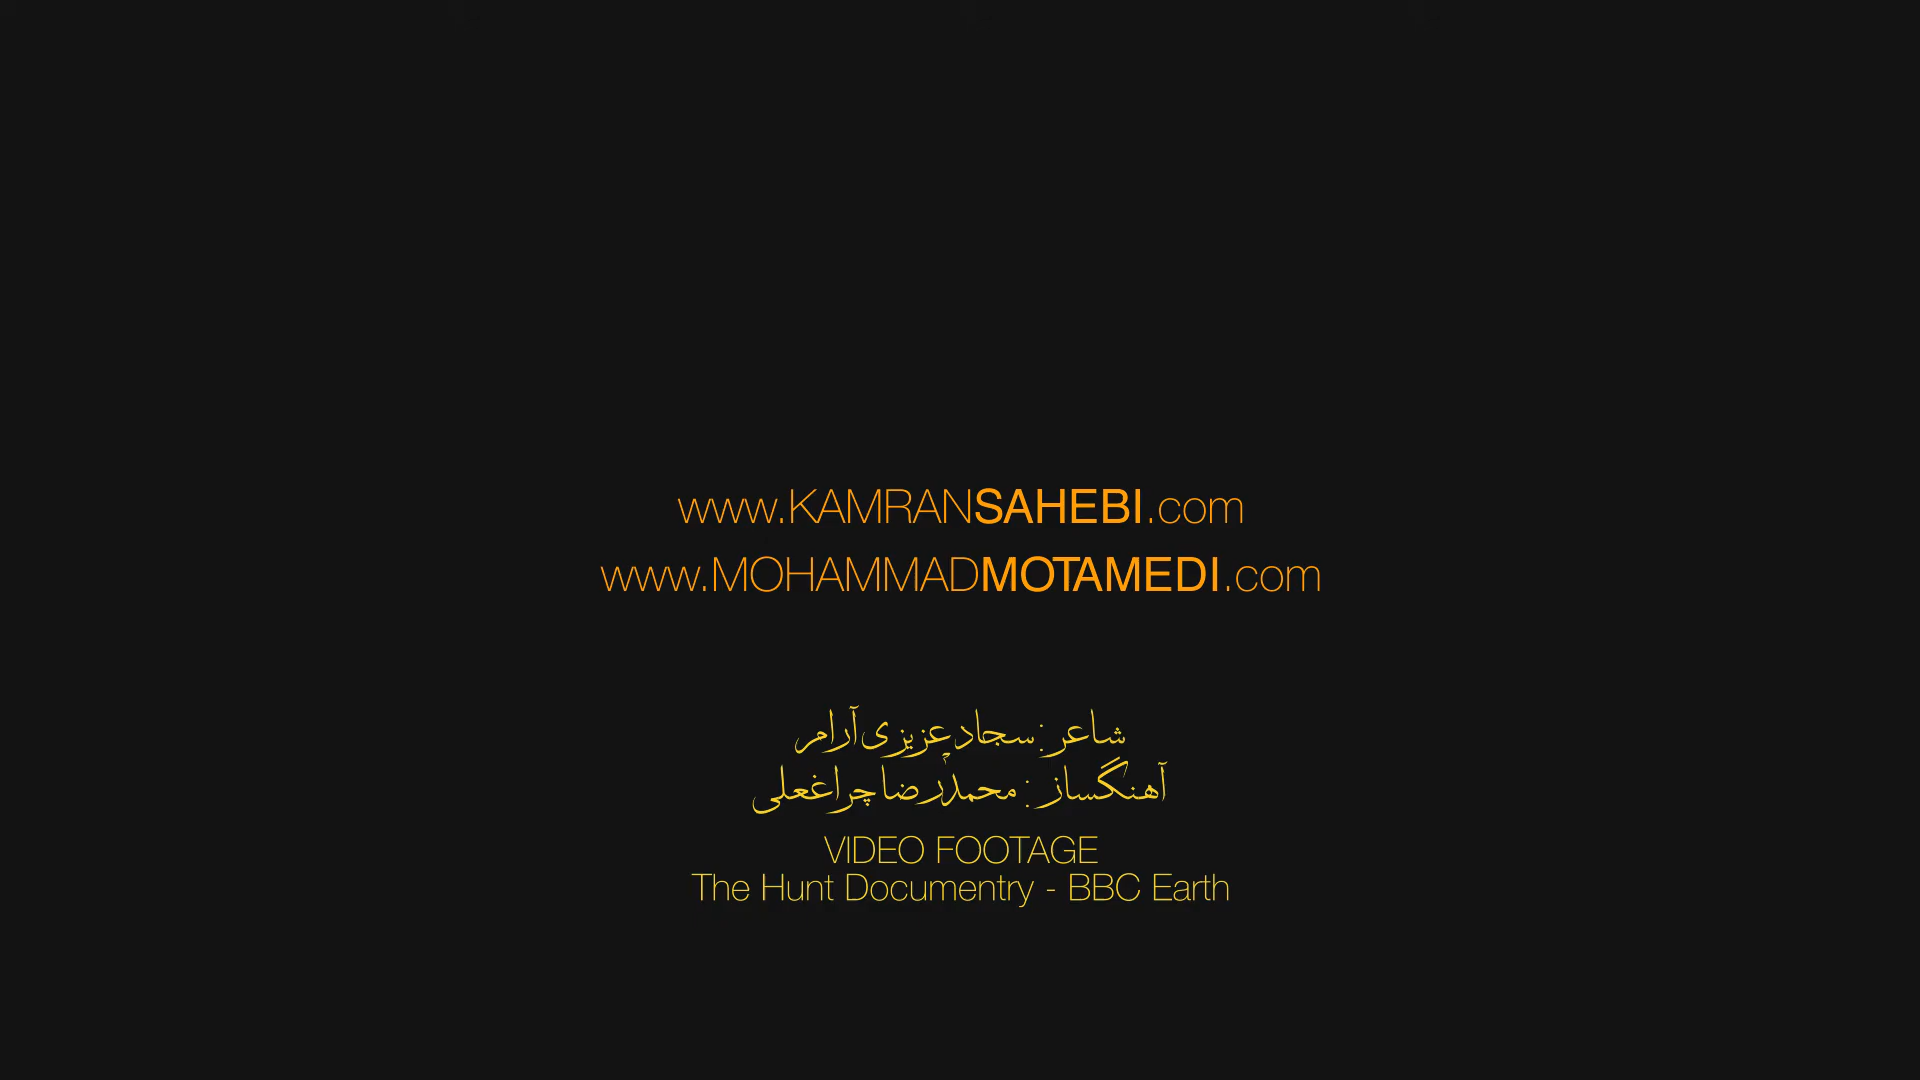 www.KAMRANSAHEBI.com
www.MOHAMMADMOTAMEDI.com
شاعر : سجاد عزیزی آرام
آهنگساز : محمدرضا چراغعلی
VIDEO FOOTAGE
The Hunt Documentry - BBC Earth